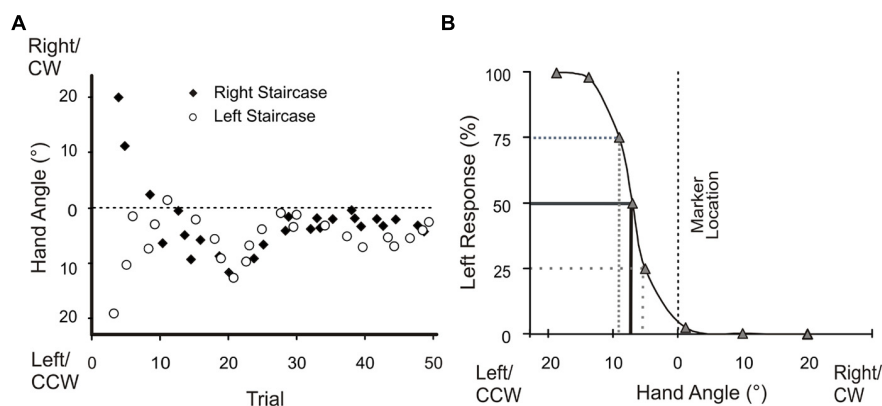 A
Right/
CW
Right Staircase
Left Staircase
20
10
0
10
20
Hand Angle (°)
Left/
CCW
0 10 20 30 40 50
Trial
B
100
75
50
25
0
Left Response (%)
Marker
Location
Left/
CCW
20 10 0 10 20
Right/
CW
Hand Angle (°)